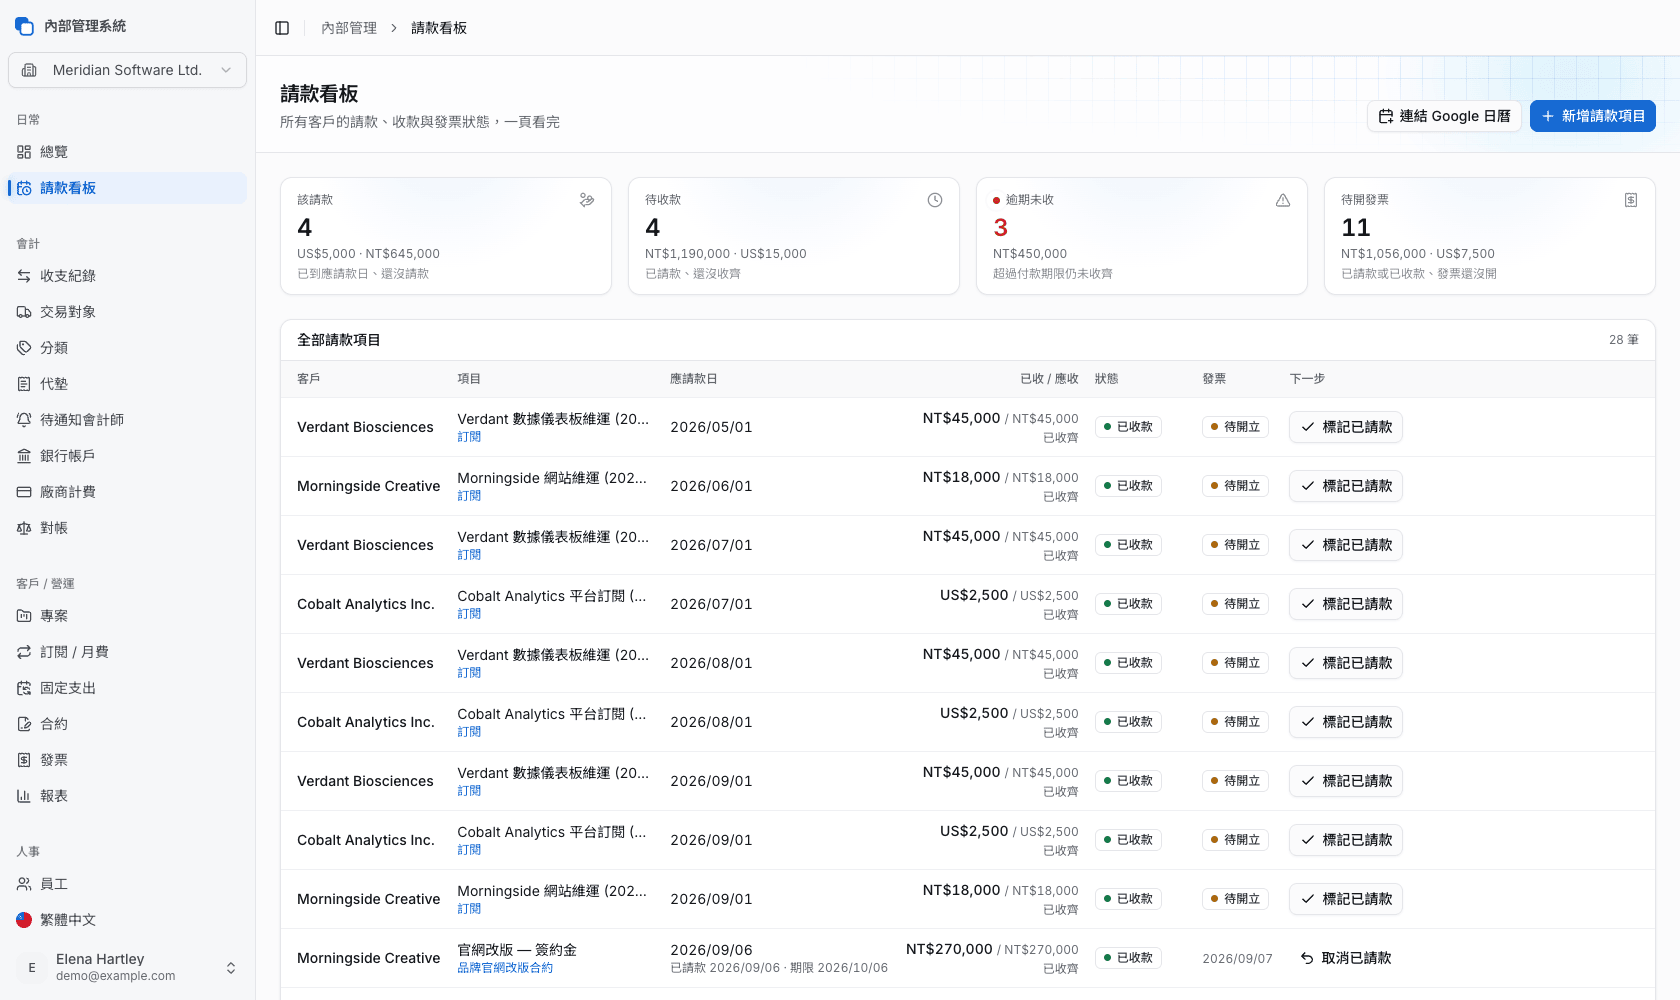 內部管理系統
Meridian Software Ltd.
日常
總覽
請款看板
會計
收支紀錄
交易對象
分類
代墊
待通知會計師
銀行帳戶
廠商計費
對帳
客戶 / 營運
專案
訂閱 / 月費
固定支出
合約
發票
報表
人事
員工
繁體中文
E
Elena Hartley
demo@example.com
內部管理 > 請款看板
請款看板
所有客戶的請款、收款與發票狀態，一頁看完
連結 Google 日曆
新增請款項目
該請款
4
US$5,000 · NT$645,000
已到應請款日、還沒請款
待收款
4
NT$1,190,000 · US$15,000
已請款、還沒收齊
逾期未收
3
NT$450,000
超過付款期限仍未收齊
待開發票
11
NT$1,056,000 · US$7,500
已請款或已收款、發票還沒開
全部請款項目
28 筆
客戶 項目 應請款日 已收 / 應收 狀態 發票 下一步
Verdant Biosciences Verdant 數據儀表板維運 (20... 2026/05/01 NT$45,000 / NT$45,000 已收款 待開立 標記已請款
訂閱 已收齊
Morningside Creative Morningside 網站維運 (202... 2026/06/01 NT$18,000 / NT$18,000 已收款 待開立 標記已請款
訂閱 已收齊
Verdant Biosciences Verdant 數據儀表板維運 (20... 2026/07/01 NT$45,000 / NT$45,000 已收款 待開立 標記已請款
訂閱 已收齊
Cobalt Analytics Inc. Cobalt Analytics 平台訂閱 (... 2026/07/01 US$2,500 / US$2,500 已收款 待開立 標記已請款
訂閱 已收齊
Verdant Biosciences Verdant 數據儀表板維運 (20... 2026/08/01 NT$45,000 / NT$45,000 已收款 待開立 標記已請款
訂閱 已收齊
Cobalt Analytics Inc. Cobalt Analytics 平台訂閱 (... 2026/08/01 US$2,500 / US$2,500 已收款 待開立 標記已請款
訂閱 已收齊
Verdant Biosciences Verdant 數據儀表板維運 (20... 2026/09/01 NT$45,000 / NT$45,000 已收款 待開立 標記已請款
訂閱 已收齊
Cobalt Analytics Inc. Cobalt Analytics 平台訂閱 (... 2026/09/01 US$2,500 / US$2,500 已收款 待開立 標記已請款
訂閱 已收齊
Morningside Creative Morningside 網站維運 (202... 2026/09/01 NT$18,000 / NT$18,000 已收款 待開立 標記已請款
訂閱 已收齊
Morningside Creative 官網改版 — 簽約金 2026/09/06 NT$270,000 / NT$270,000 已收款 2026/09/07 取消已請款
品牌官網改版合約 已請款 2026/09/06 · 期限 2026/10/06 已收齊